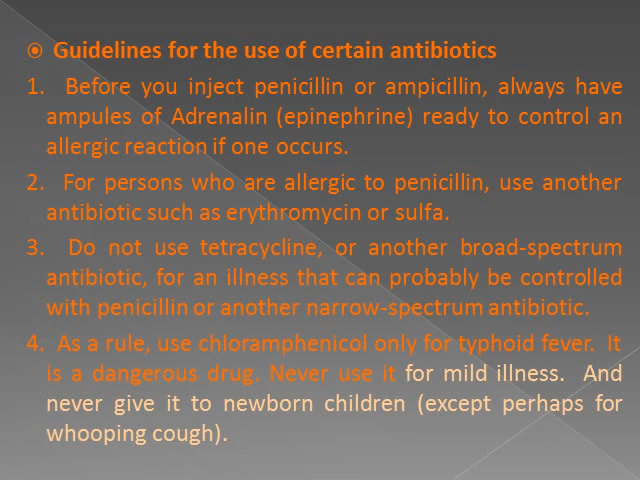 Guidelines for the use of certain antibiotics
1. Before you inject penicillin or ampicillin, always have
ampules of Adrenalin (epinephrine) ready to control an
allergic reaction if one occurs.
2. For persons who are allergic to penicillin, use another
antibiotic such as erythromycin or sulfa.
3. Do not use tetracycline, or another broad-spectrum
antibiotic, for an illness that can probably be controlled
with penicillin or another narrow-spectrum antibiotic.
4. As a rule, use chloramphenicol only for typhoid fever. It
is a dangerous drug. Never use it for mild illness. And
never give it to newborn children (except perhaps for
whooping cough).